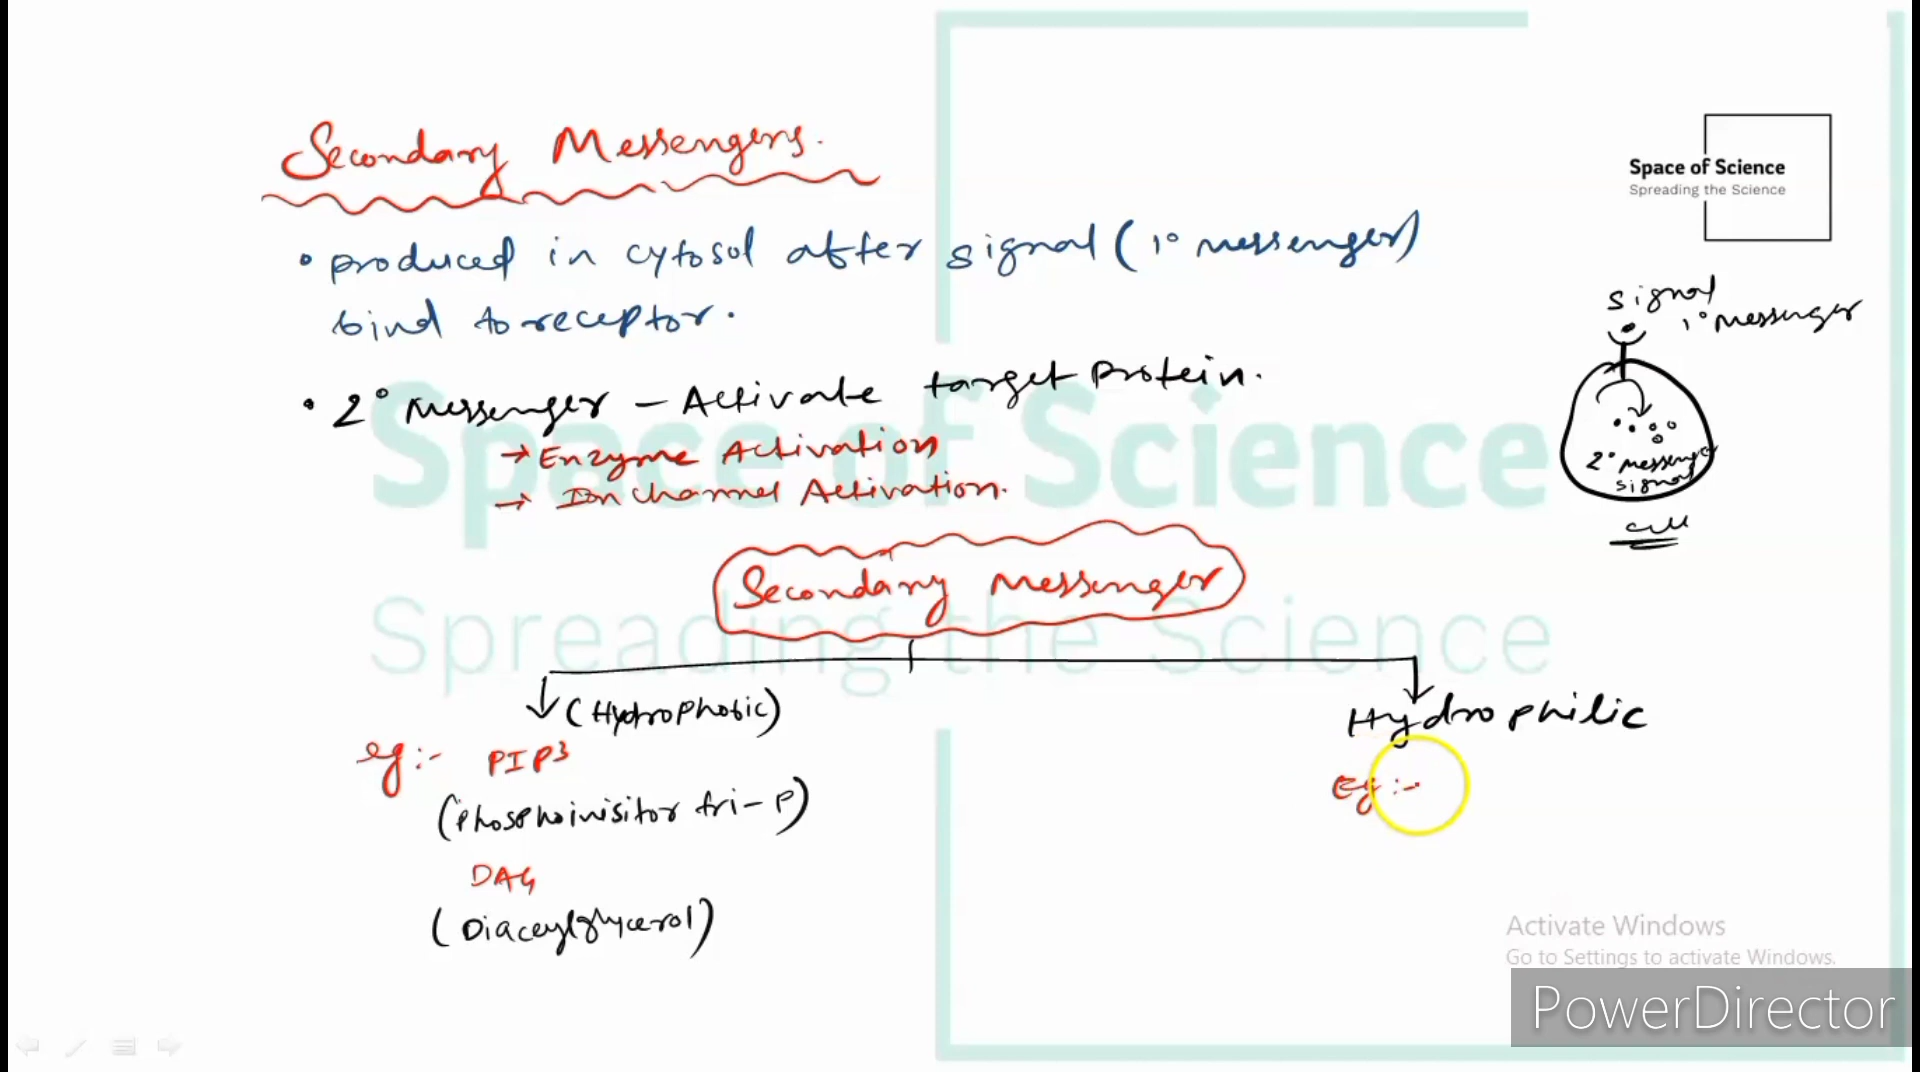 Secondary Messengers.
Space of Science
Spreading the Science
• produced in cytosol after signal (1° messenger)
bind to receptor.
signal
1° messenger
• 2° messenger – Activate target protein.
→ Enzyme Activation
→ Ion channel Activation.
2° messenger
signal
cell
Space of Science
Spreading the Science
Secondary Messenger
(Hydrophobic)
Hydrophilic
eg:- PIP3
Eg:-
(Phosphoinisitor tri-P)
DAG
(Diaceylglycerol)
Activate Windows
Go to Settings to activate Windows.
PowerDirector